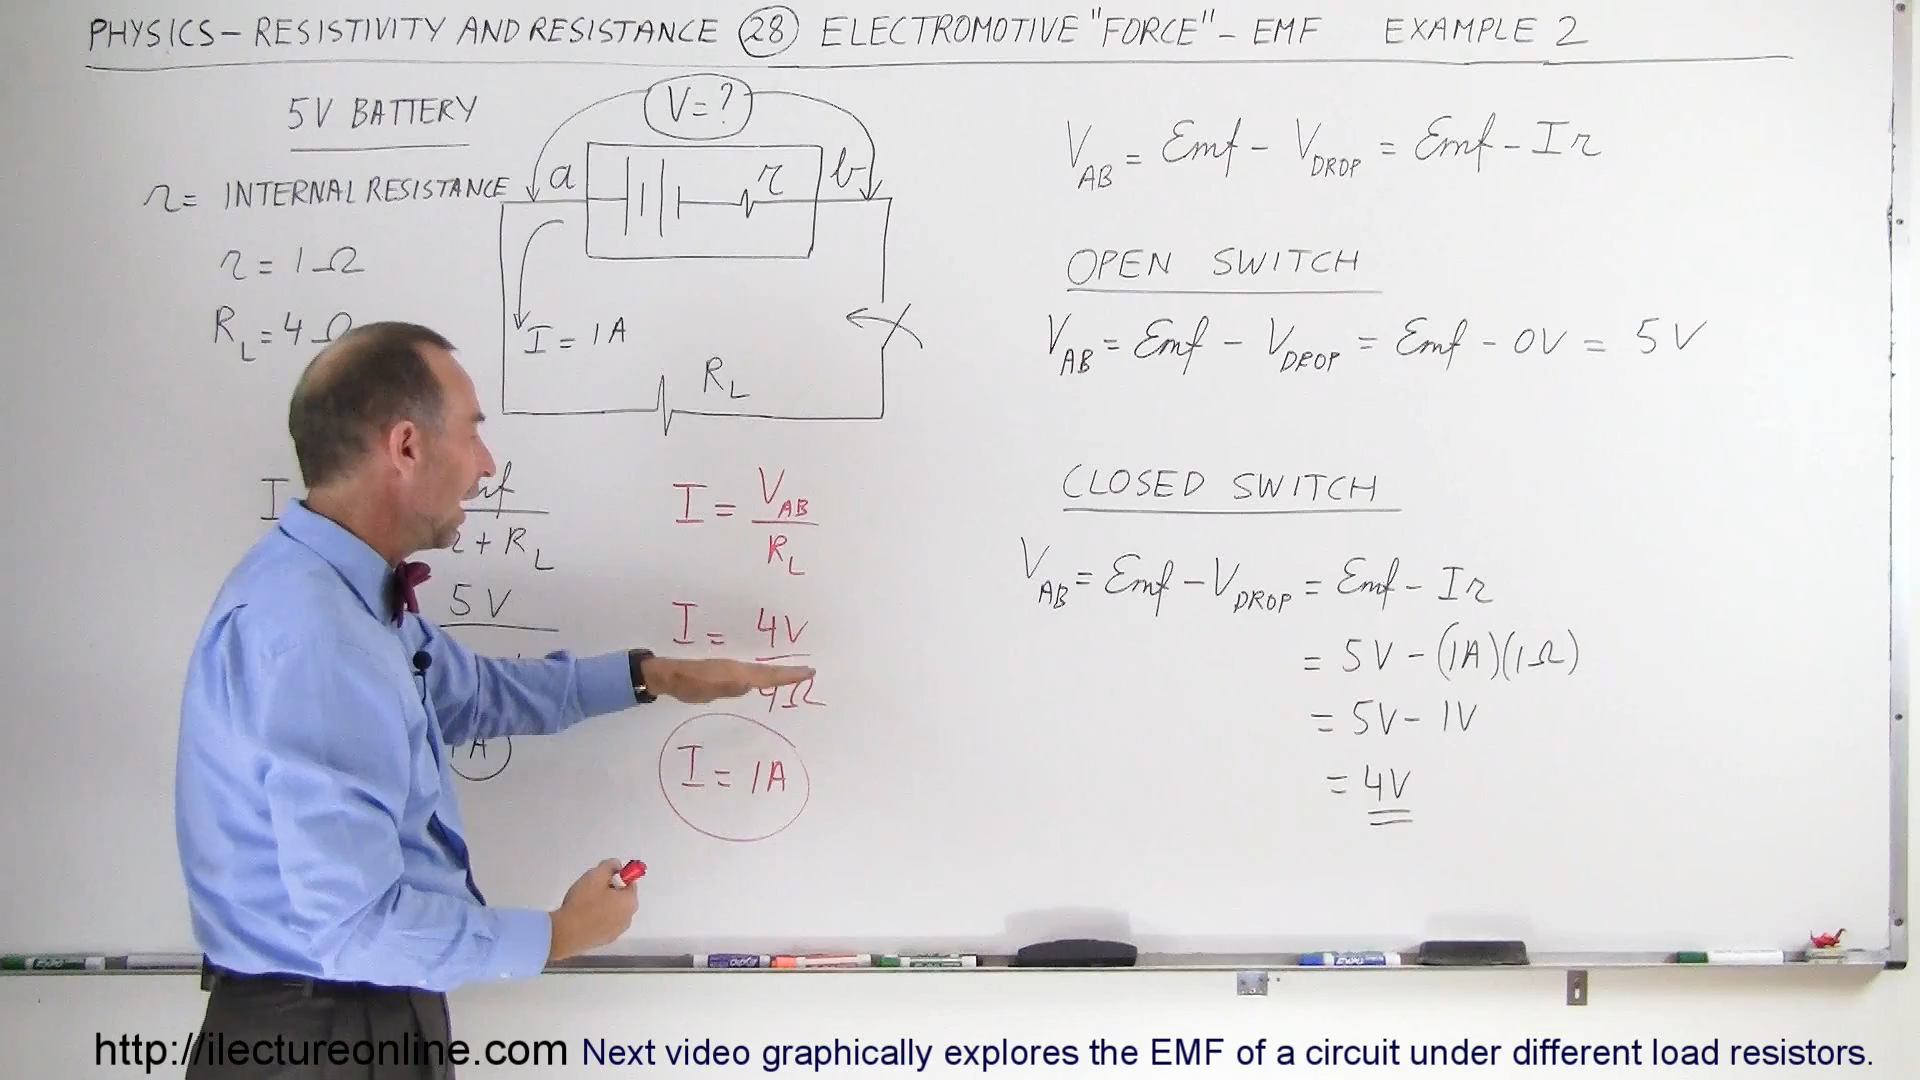 PHYSICS – RESISTIVITY AND RESISTANCE 28 ELECTROMOTIVE "FORCE" – EMF EXAMPLE 2
5V BATTERY
r = INTERNAL RESISTANCE
r = 1Ω
R_L = 4Ω
V = ?
a
r
b
I = 1A
R_L
I
+ R_L
5V
1A
I = V_AB / R_L
I = 4V / 4Ω
I = 1A
V_AB = Emf – V_DROP = Emf – Ir
OPEN SWITCH
V_AB = Emf – V_DROP = Emf – 0V = 5V
CLOSED SWITCH
V_AB = Emf – V_DROP = Emf – Ir
= 5V – (1A)(1Ω)
= 5V – 1V
= 4V
http://ilectureonline.com Next video graphically explores the EMF of a circuit under different load resistors.